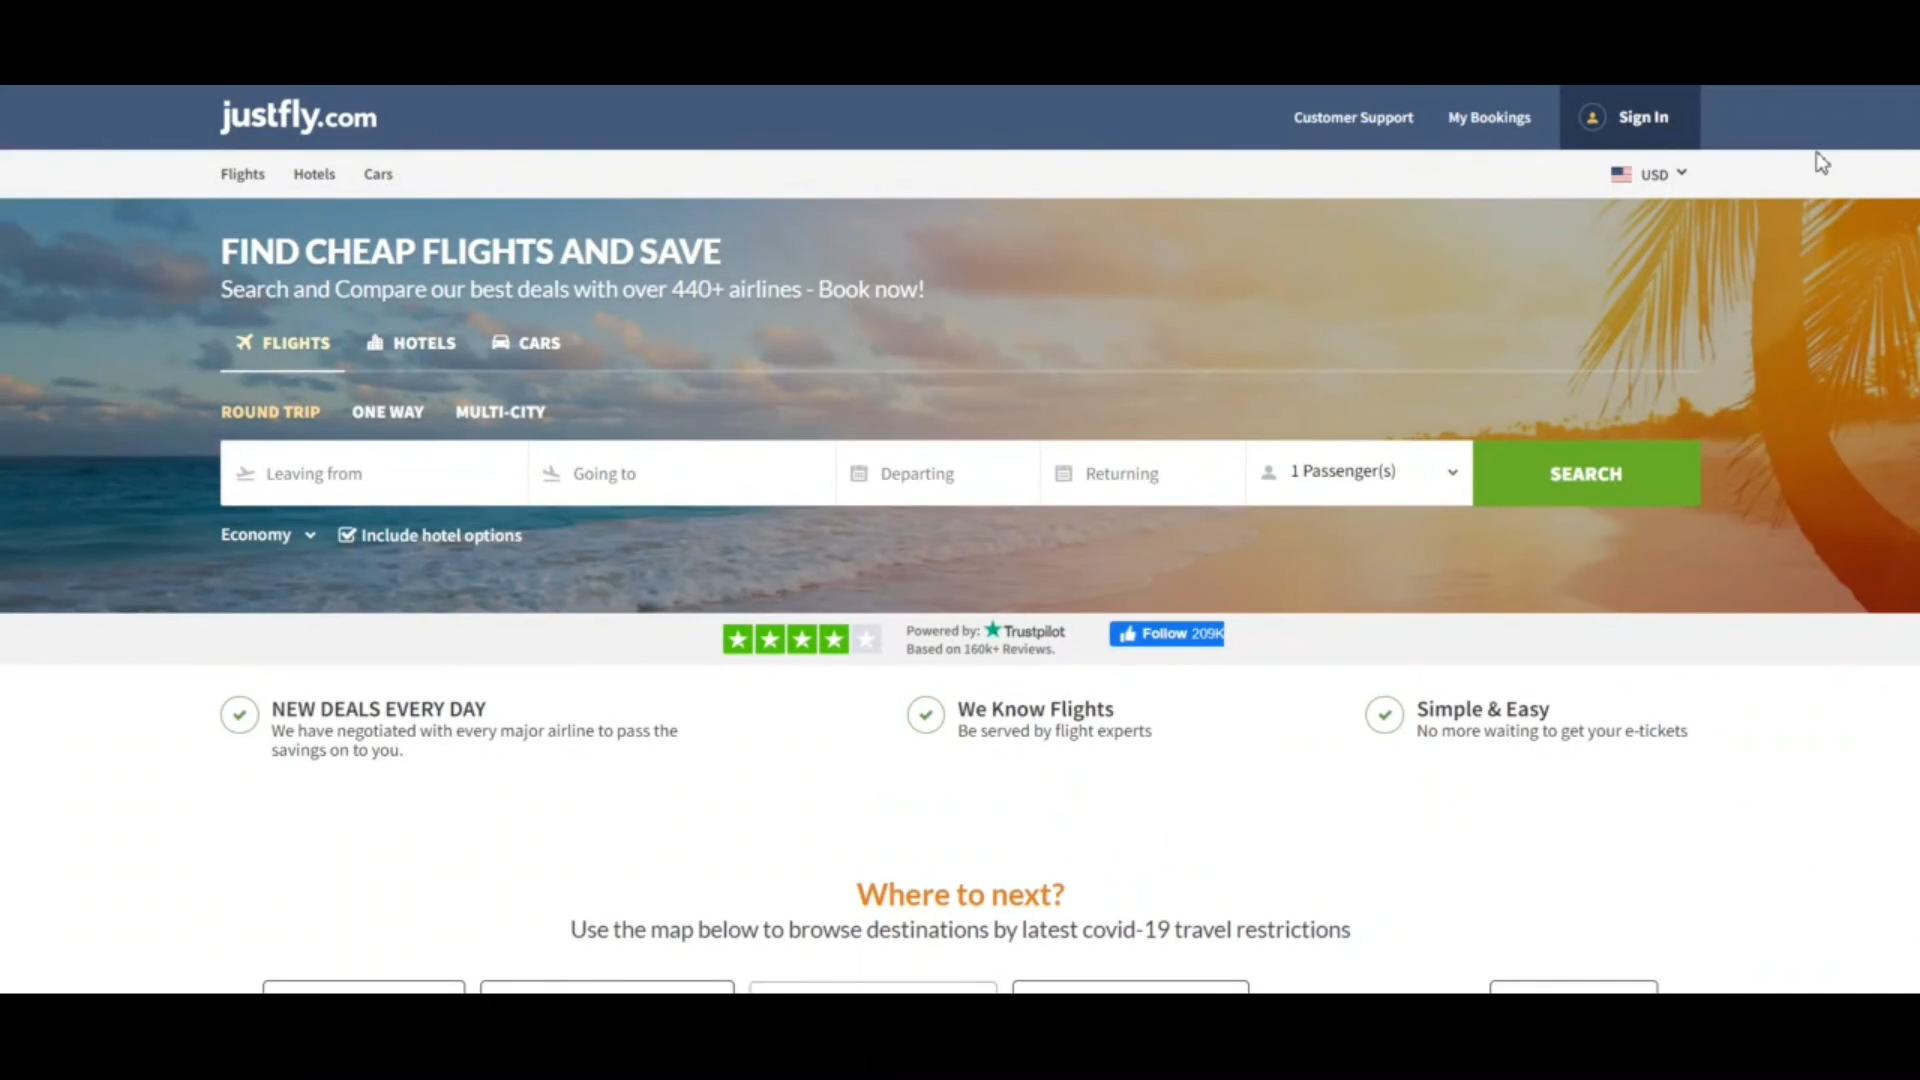 justfly.com
Customer Support
My Bookings
Sign In
Flights
Hotels
Cars
USD
FIND CHEAP FLIGHTS AND SAVE
Search and Compare our best deals with over 440+ airlines - Book now!
FLIGHTS
HOTELS
CARS
ROUND TRIP
ONE WAY
MULTI-CITY
Leaving from
Going to
Departing
Returning
1 Passenger(s)
SEARCH
Economy
Include hotel options
Powered by: Trustpilot
Based on 160k+ Reviews.
Follow 209K
NEW DEALS EVERY DAY
We have negotiated with every major airline to pass the
savings on to you.
We Know Flights
Be served by flight experts
Simple & Easy
No more waiting to get your e-tickets
Where to next?
Use the map below to browse destinations by latest covid-19 travel restrictions